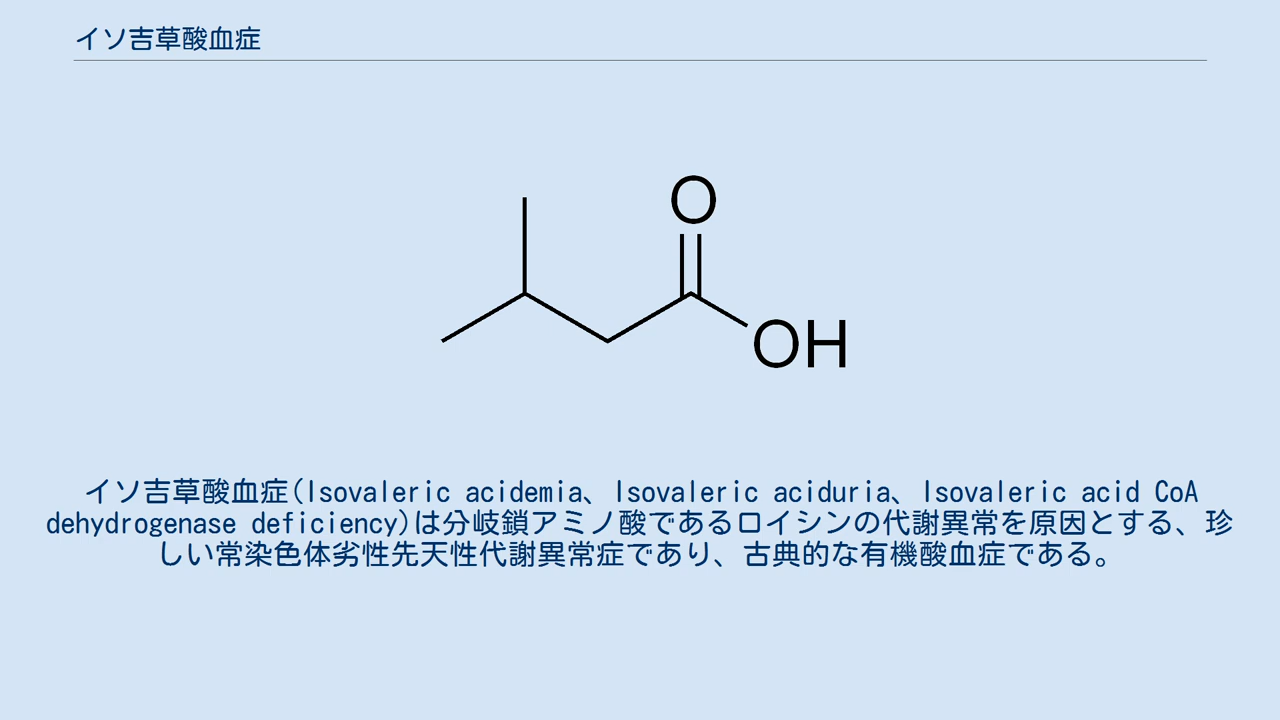 イソ吉草酸血症
O
OH
イソ吉草酸血症(Isovaleric acidemia、Isovaleric aciduria、Isovaleric acid CoA
dehydrogenase deficiency)は分岐鎖アミノ酸であるロイシンの代謝異常を原因とする、珍
しい常染色体劣性先天性代謝異常症であり、古典的な有機酸血症である。